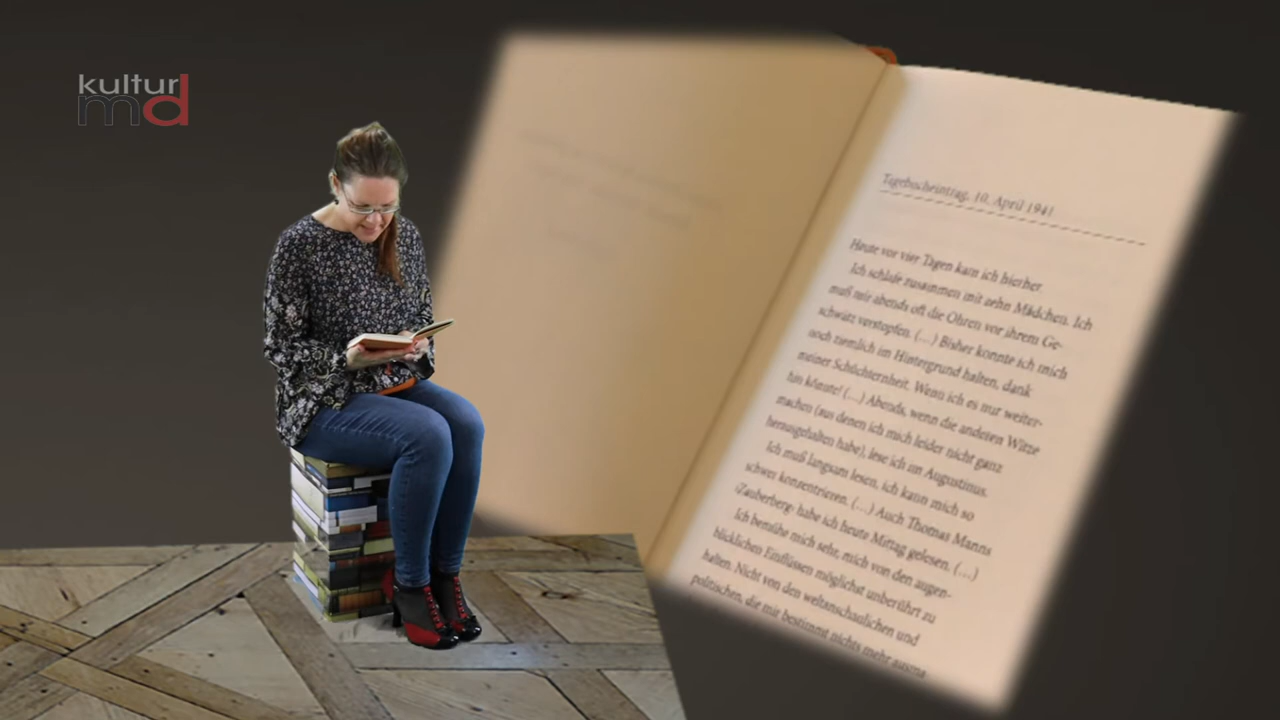 kultur
md
Tagebucheintrag, 10. April 1941
Heute vor vier Tagen kam ich hierher
Ich schlafe zusammen mit zehn Mädchen. Ich
muß mir abends oft die Ohren vor ihrem Ge-
schwätz verstopfen. (…) Bisher konnte ich mich
noch ziemlich im Hintergrund halten, dank
meiner Schüchternheit. Wenn ich es nur weiter-
hin könnte! (…) Abends, wenn die anderen Witze
machen (aus denen ich mich leider nicht ganz
herausgehalten habe), lese ich im Augustinus.
Ich muß langsam lesen, ich kann mich so
schwer konzentrieren. (…) Auch Thomas Manns
›Zauberberg‹ habe ich heute Mittag gelesen. (…)
Ich bemühe mich sehr, mich von den augen-
blicklichen Einflüssen möglichst unberührt zu
halten. Nicht von den weltanschaulichen und
politischen, die mir bestimmt nichts mehr ausma